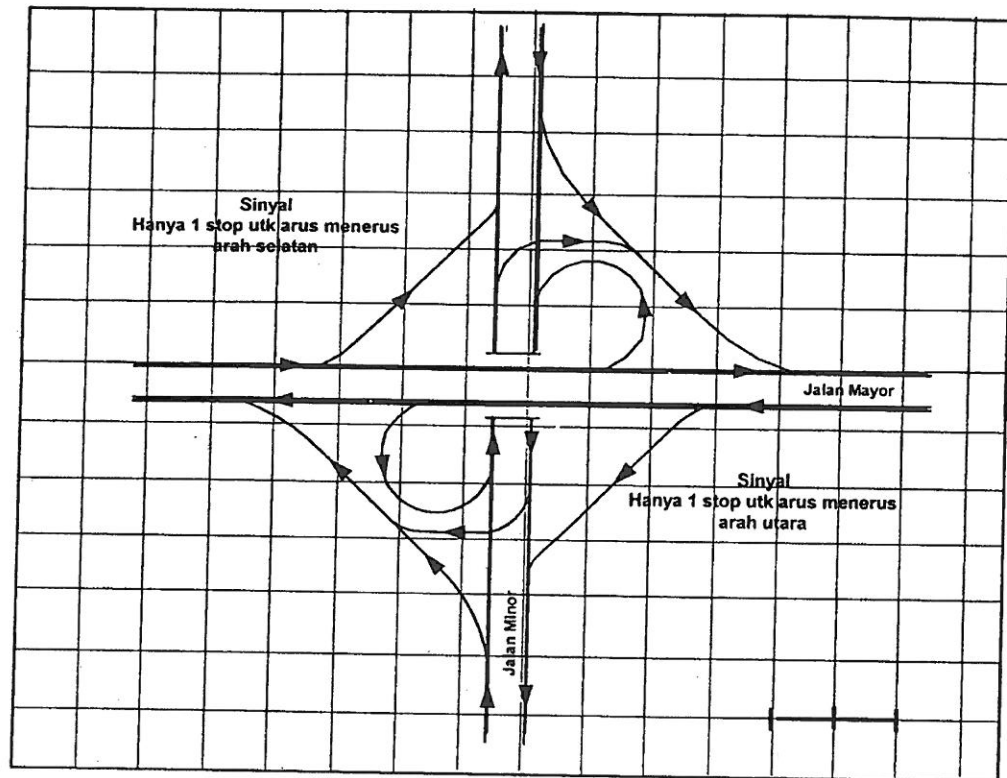 Sinyal
Hanya 1 stop utk arus menerus
arah selatan
Jalan Mayor
Sinyal
Hanya 1 stop utk arus menerus
arah utara
Jalan Minor